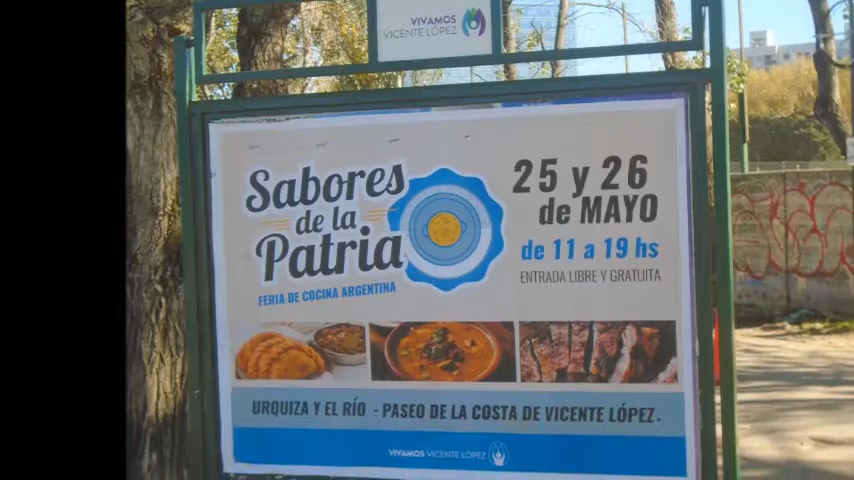 VIVAMOS
VICENTE LÓPEZ
Sabores
de la
Patria
FERIA DE COCINA ARGENTINA
25 y 26
de MAYO
de 11 a 19 hs
ENTRADA LIBRE Y GRATUITA
URQUIZA Y EL RÍO - PASEO DE LA COSTA DE VICENTE LÓPEZ.
VIVAMOS VICENTE LÓPEZ